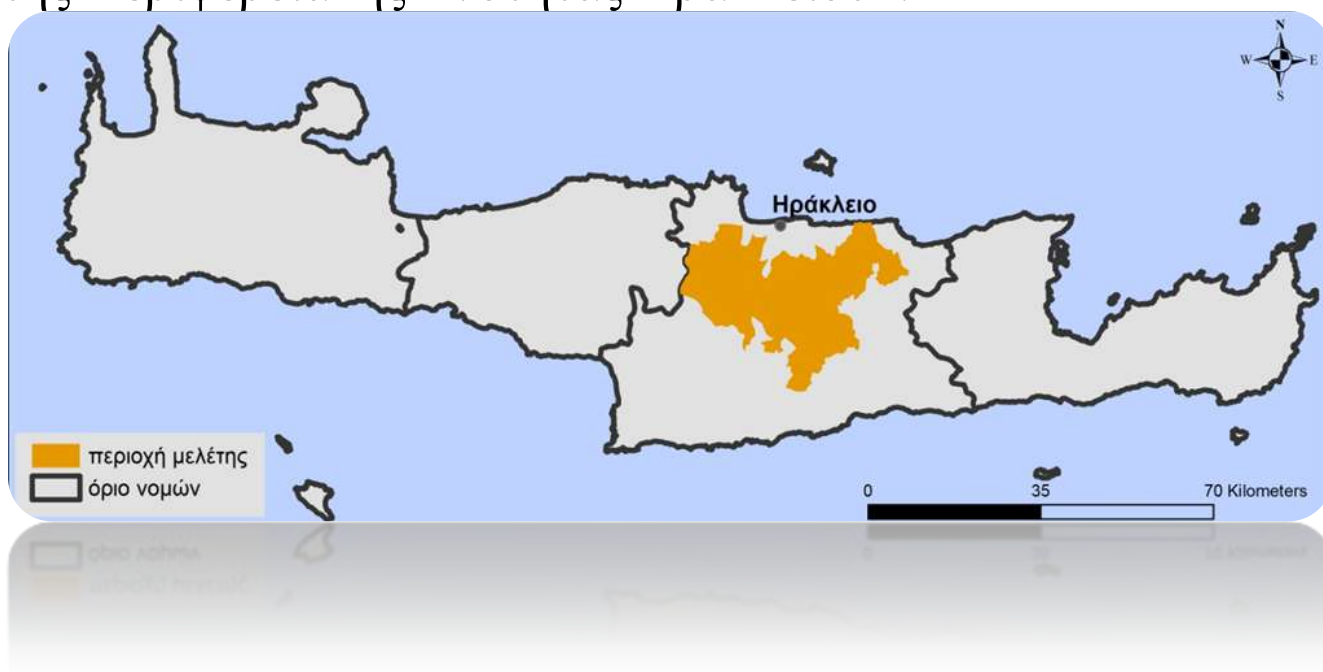 N
W E
S
Ηράκλειο
περιοχή μελέτης
όριο νομών
0 35 70 Kilometers